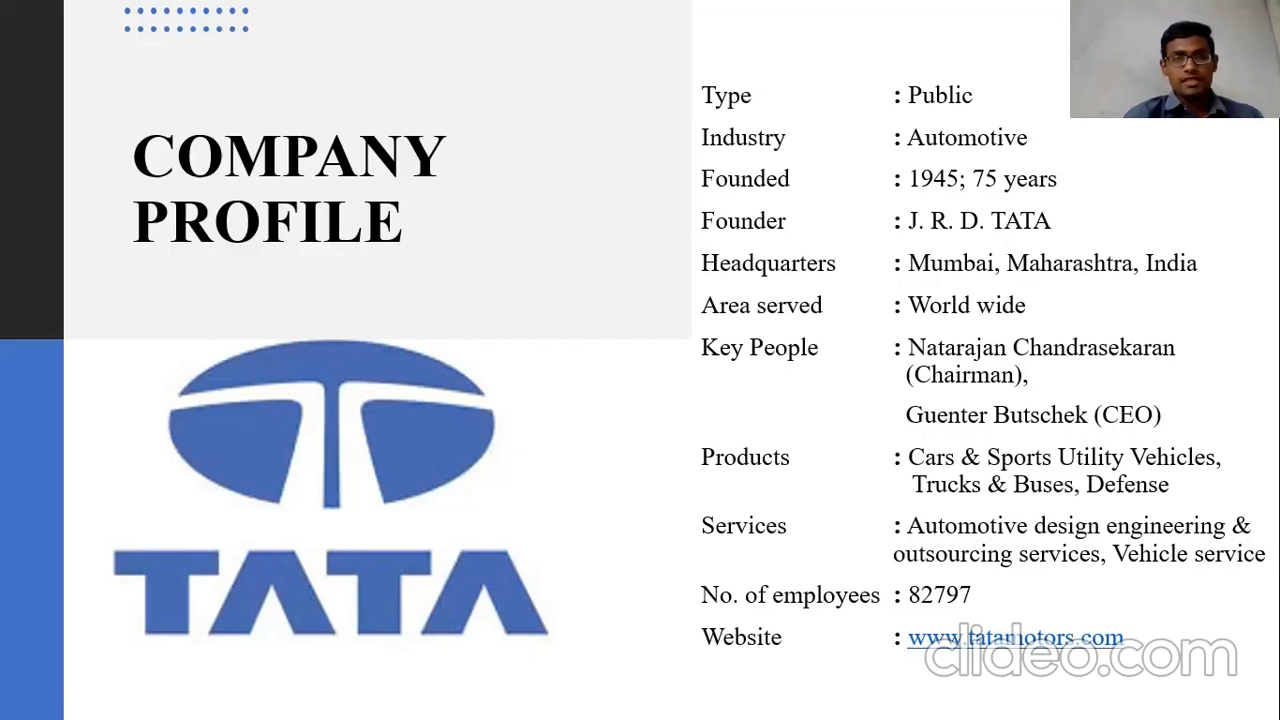 COMPANY
PROFILE
TATA
Type : Public
Industry : Automotive
Founded : 1945; 75 years
Founder : J. R. D. TATA
Headquarters : Mumbai, Maharashtra, India
Area served : World wide
Key People : Natarajan Chandrasekaran
(Chairman),
Guenter Butschek (CEO)
Products : Cars & Sports Utility Vehicles,
Trucks & Buses, Defense
Services : Automotive design engineering &
outsourcing services, Vehicle service
No. of employees : 82797
Website : www.tatamotors.com
clideo.com